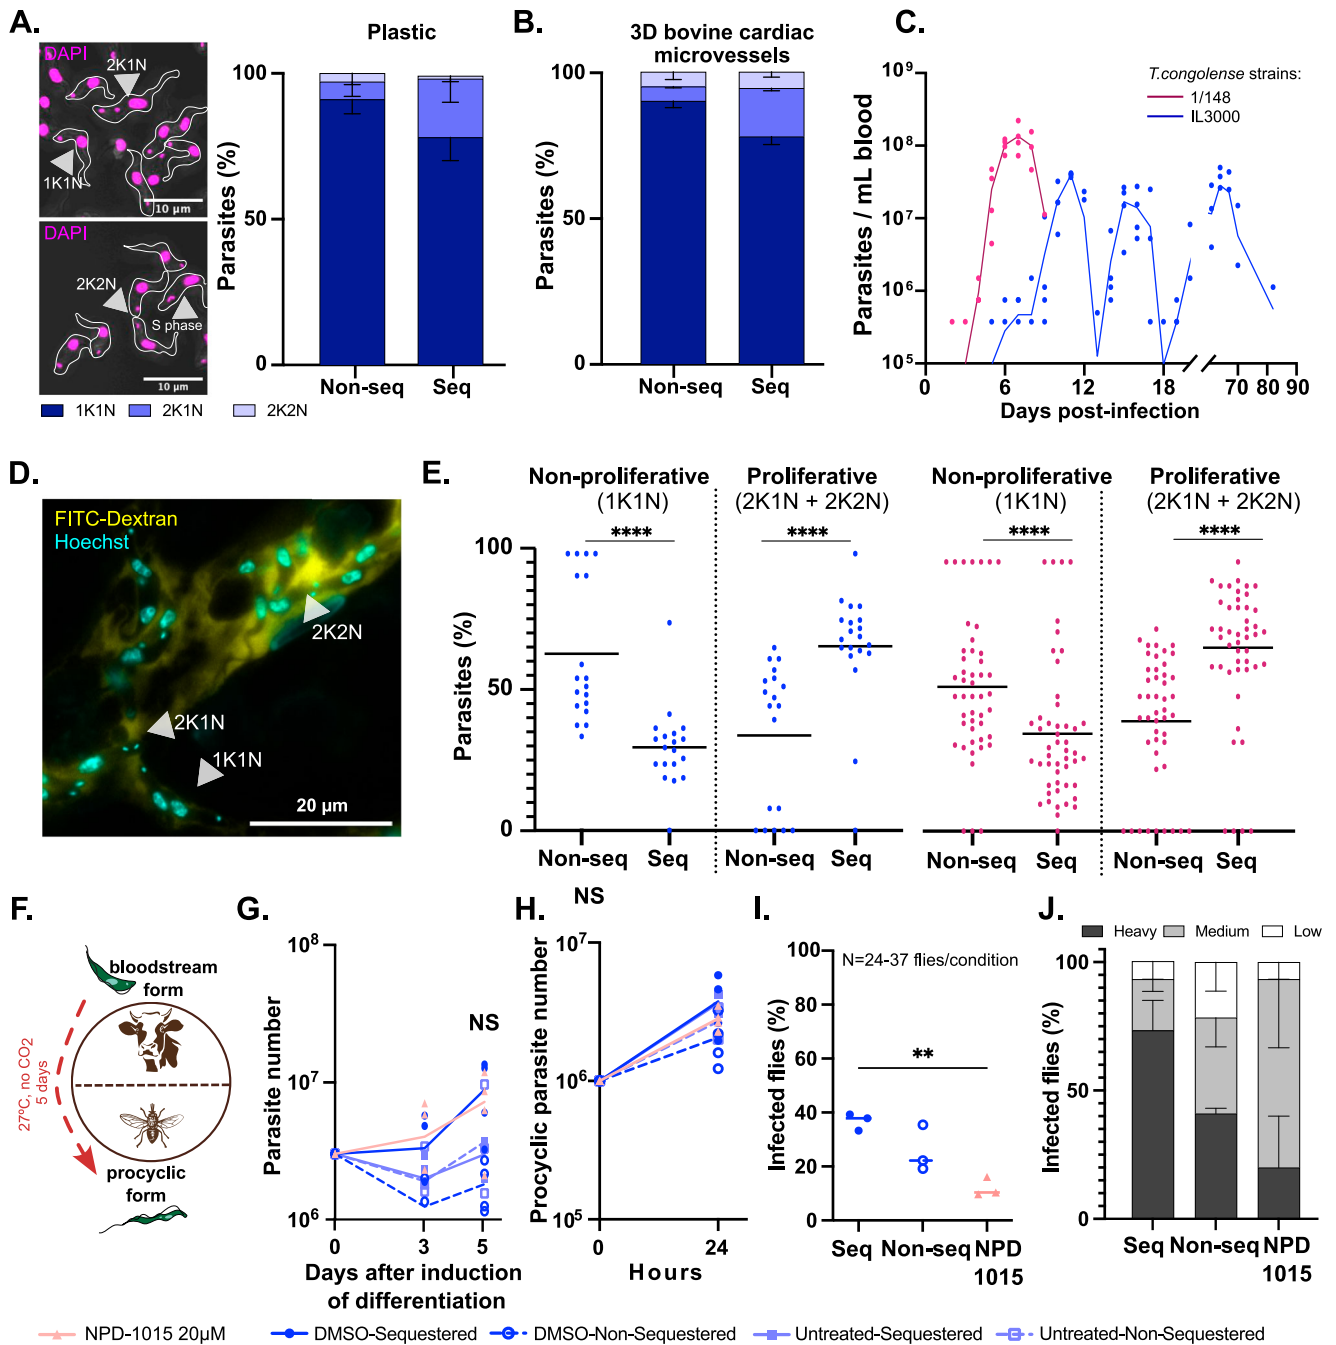 A.
DAPI
2K1N
1K1N
10 µm
DAPI
2K2N
S phase
10 µm
Plastic
Parasites (%)
100
50
0
Non-seq
Seq
1K1N
2K1N
2K2N
B.
3D bovine cardiac
microvessels
Parasites (%)
100
50
0
Non-seq
Seq
C.
Parasites / mL blood
10⁹
10⁸
10⁷
10⁶
10⁵
T.congolense strains:
1/148
IL3000
0
6
12
18
70
80
90
Days post-infection
D.
FITC-Dextran
Hoechst
2K2N
2K1N
1K1N
20 µm
E.
Non-proliferative
(1K1N)
Proliferative
(2K1N + 2K2N)
Non-proliferative
(1K1N)
Proliferative
(2K1N + 2K2N)
****
****
****
****
Parasites (%)
100
50
0
Non-seq
Seq
Non-seq
Seq
Non-seq
Seq
Non-seq
Seq
F.
bloodstream
form
27ºC, no CO₂
5 days
procyclic
form
G.
Parasite number
10⁸
10⁷
10⁶
NS
0
3
5
Days after induction
of differentiation
H.
NS
Procyclic parasite number
10⁷
10⁶
10⁵
0
24
Hours
I.
Infected flies (%)
100
80
60
40
20
0
N=24-37 flies/condition
**
Seq
Non-seq
NPD
1015
J.
Heavy
Medium
Low
Infected flies (%)
100
50
0
Seq
Non-seq
NPD
1015
NPD-1015 20µM
DMSO-Sequestered
DMSO-Non-Sequestered
Untreated-Sequestered
Untreated-Non-Sequestered